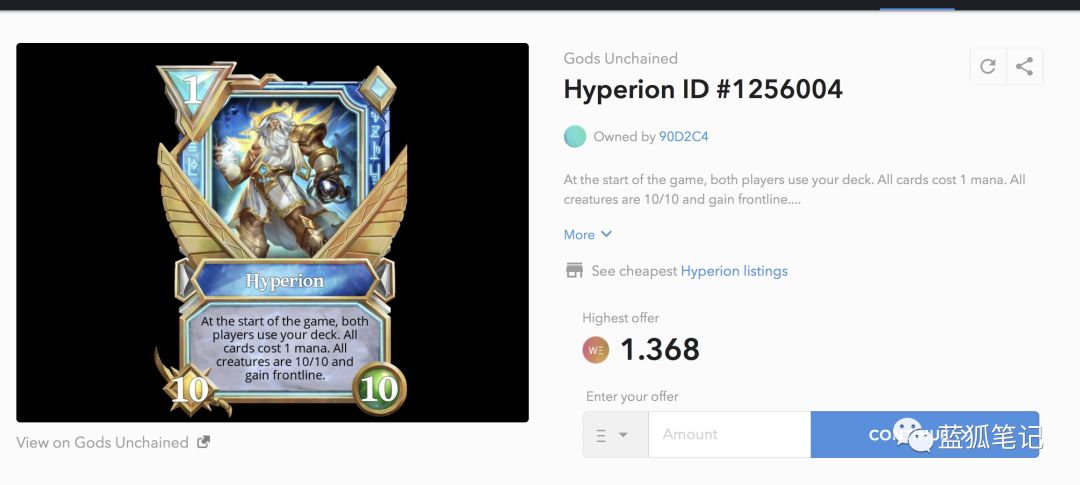 1
Hyperion
At the start of the game, both
players use your deck. All
cards cost 1 mana. All
creatures are 10/10 and
gain frontline.
10
10
View on Gods Unchained
Gods Unchained
Hyperion ID #1256004
Owned by 90D2C4
At the start of the game, both players use your deck. All cards cost 1 mana. All
creatures are 10/10 and gain frontline....
More
See cheapest Hyperion listings
Highest offer
WΞ 1.368
Enter your offer
Amount
蓝狐笔记